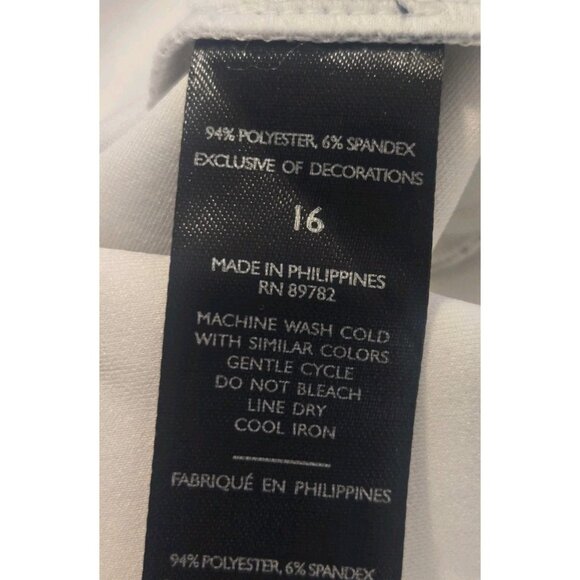 94% POLYESTER, 6% SPANDEX
EXCLUSIVE OF DECORATIONS
16
MADE IN PHILIPPINES
RN 89782
MACHINE WASH COLD
WITH SIMILAR COLORS
GENTLE CYCLE
DO NOT BLEACH
LINE DRY
COOL IRON
FABRIQUÉ EN PHILIPPINES
94% POLYESTER, 6% SPANDEX